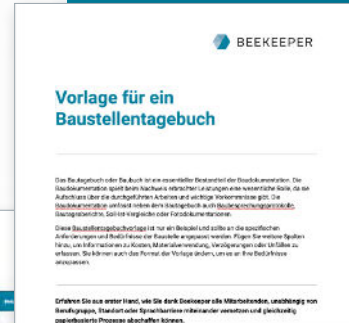 BEEKEEPER
Vorlage für ein
Baustellentagebuch
Das Bautagebuch oder Baubuch ist ein essentieller Bestandteil der Baudokumentation. Die
Baudokumentation spielt beim Nachweis erbrachter Leistungen eine wesentliche Rolle, da sie
Aufschluss über die detaillierten Arbeiten und wichtige Vorkommnisse gibt. Die
Baudokumentation umfasst neben dem Bautagebuch auch Baubesprechungsprotokolle,
Bautagesberichte, Soll-Ist-Vergleiche oder Fotodokumentationen.
Diese Baustellentagebuchvorlage ist nur ein Beispiel und sollte an die spezifischen
Anforderungen und Bedürfnisse der Baustelle angepasst werden. Fügen Sie weitere Spalten
hinzu, um Informationen zu Kosten, Materialverwendung, Verzögerungen oder Unfällen zu
erfassen. Sie können auch das Format der Vorlage ändern, um es an Ihre Bedürfnisse
anzupassen.
Erfahren Sie aus erster Hand, wie Sie dank Beekeeper alle Mitarbeitenden, unabhängig von
Berufsgruppe, Standort oder Sprachbarriere miteinander vernetzen und gleichzeitig
papierbasierte Prozesse abschaffen können.